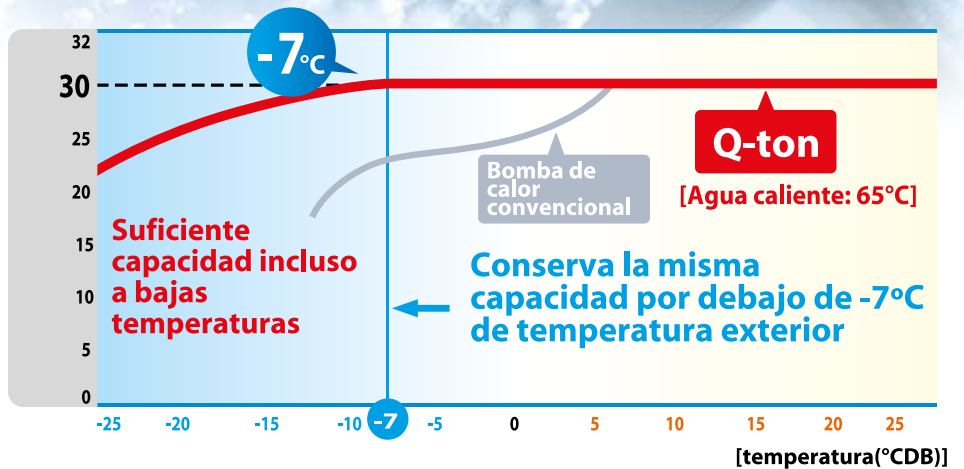 32
30
25
20
15
10
5
0
-7°C
Q-ton
[Agua caliente: 65°C]
Bomba de
calor
convencional
Suficiente
capacidad incluso
a bajas
temperaturas
Conserva la misma
capacidad por debajo de -7ºC
de temperatura exterior
-25 -20 -15 -10 -7 -5 0 5 10 15 20 25
[temperatura(°CDB)]